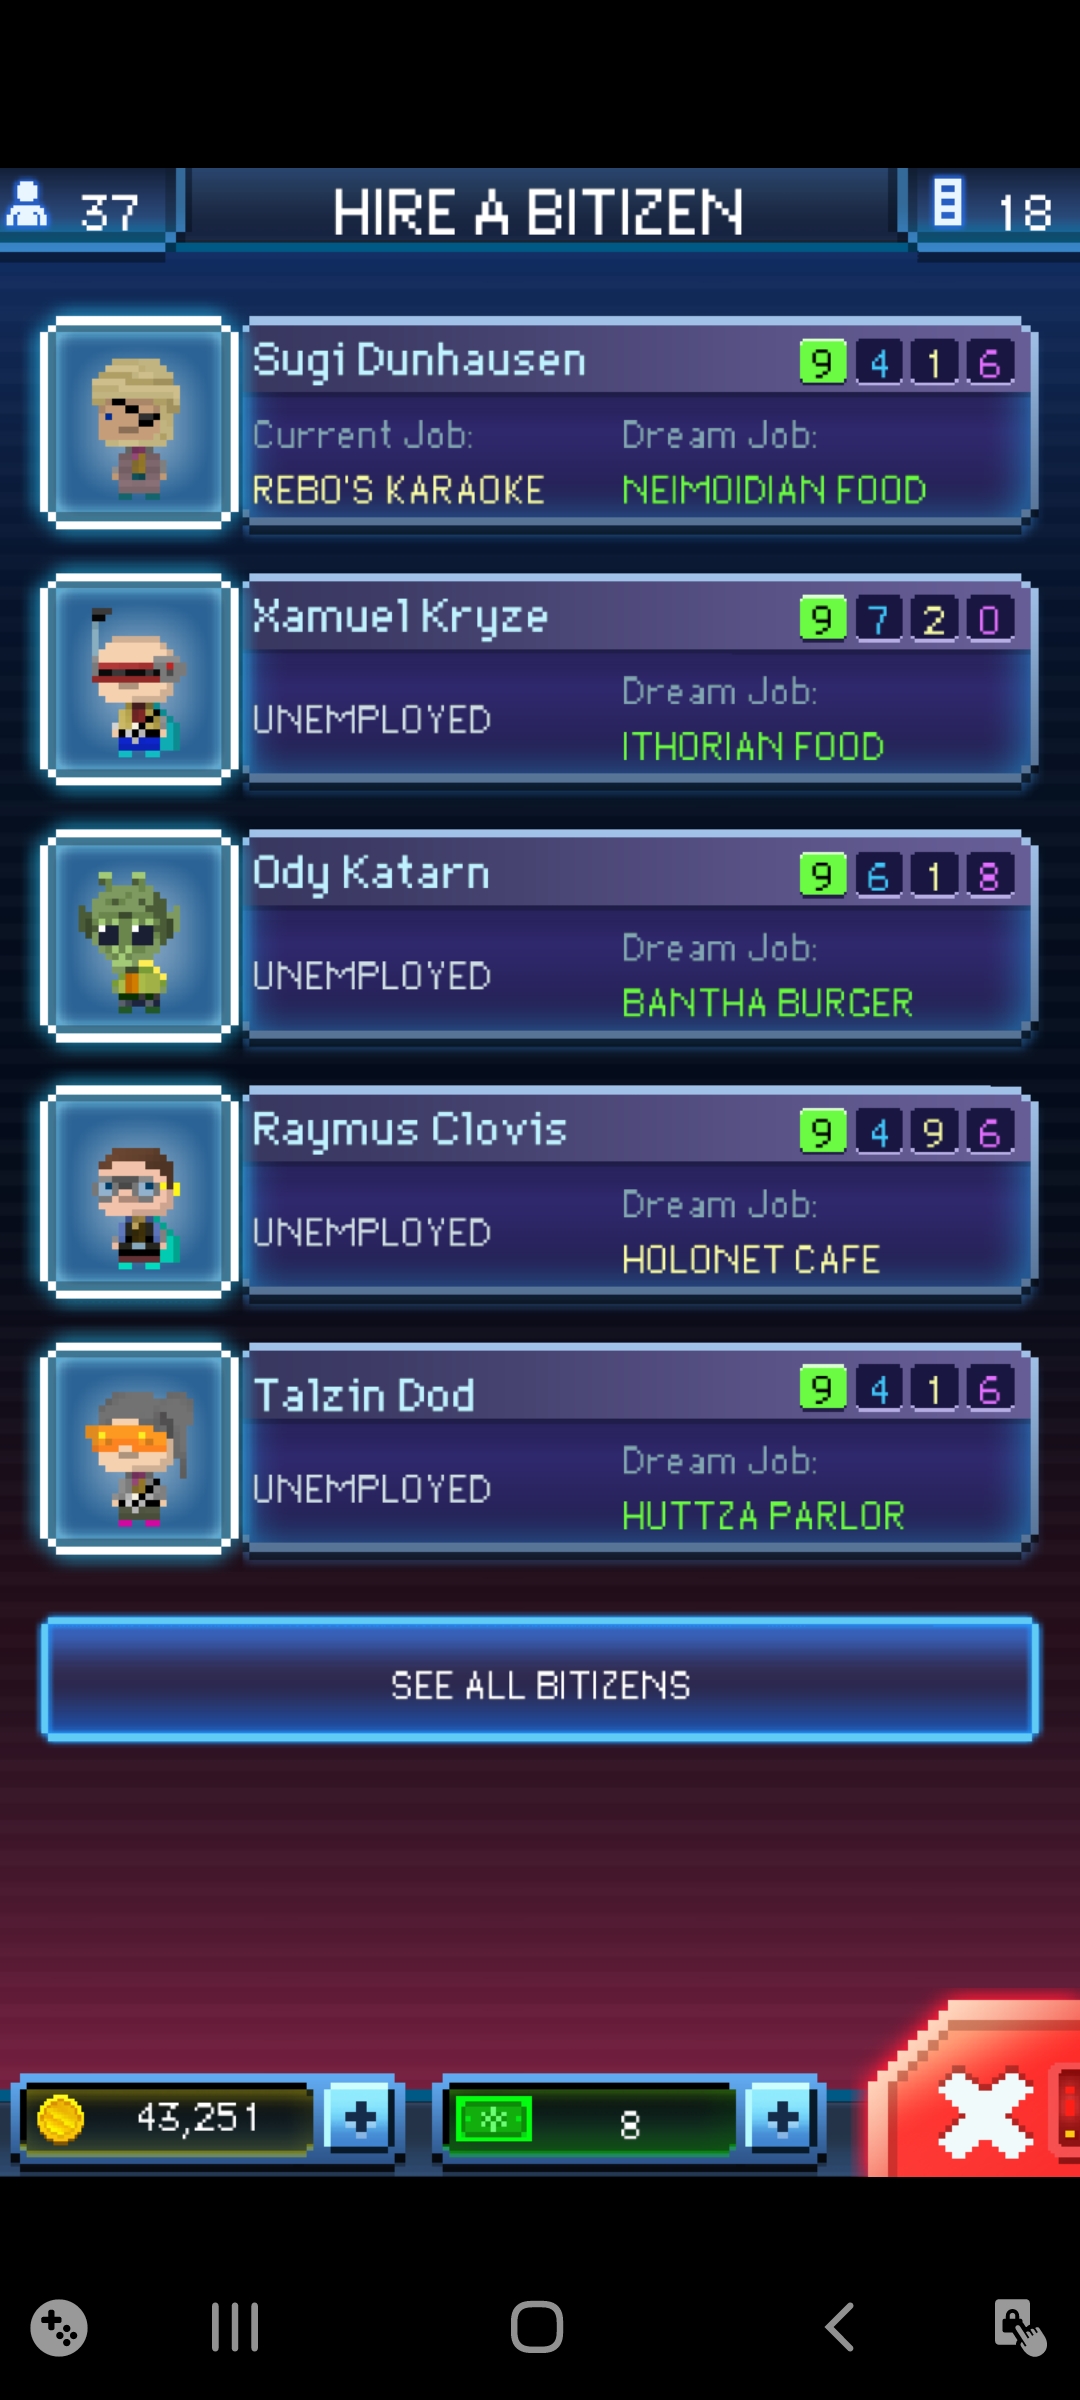 37 HIRE A BITIZEN 18
Sugi Dunhausen 9 4 1 6
Current Job: Dream Job:
REBO'S KARAOKE NEIMOIDIAN FOOD
Xamuel Kryze 9 7 2 0
Dream Job:
UNEMPLOYED
ITHORIAN FOOD
Ody Katarn 9 6 1 8
Dream Job:
UNEMPLOYED
BANTHA BURGER
Raymus Clovis 9 4 9 6
Dream Job:
UNEMPLOYED
HOLONET CAFE
Talzin Dod 9 4 1 6
Dream Job:
UNEMPLOYED
HUTTZA PARLOR
SEE ALL BITIZENS
43,251 + 8 +